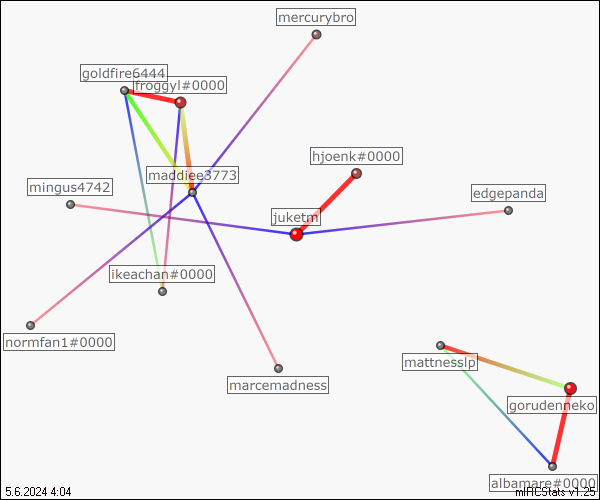 mercurybro
goldfire6444
froggyl#0000
hjoenk#0000
maddiee3773
mingus4742
edgepanda
juketm
ikeachan#0000
normfan1#0000
mattnesslp
marcemadness
gorudenneko
albamare#0000
5.6.2024 4:04
mIRCStats v1.25